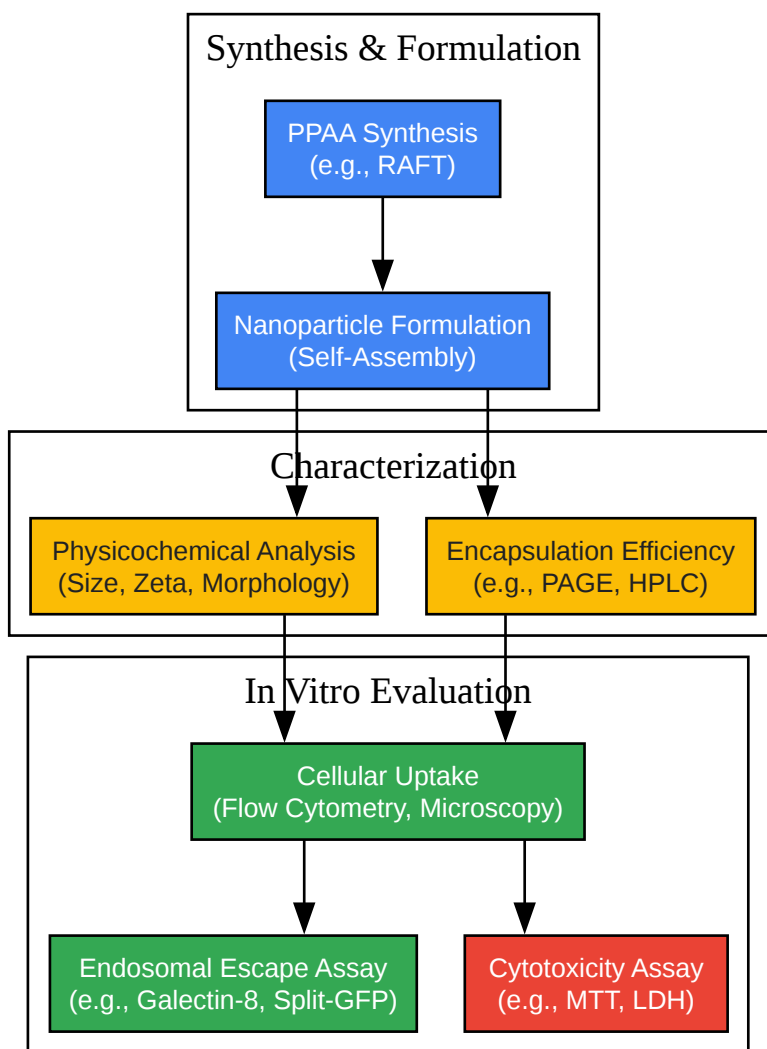 Synthesis & Formulation
PPAA Synthesis
(e.g., RAFT)
Nanoparticle Formulation
(Self-Assembly)
Characterization
Physicochemical Analysis
(Size, Zeta, Morphology)
Encapsulation Efficiency
(e.g., PAGE, HPLC)
In Vitro Evaluation
Cellular Uptake
(Flow Cytometry, Microscopy)
Endosomal Escape Assay
(e.g., Galectin-8, Split-GFP)
Cytotoxicity Assay
(e.g., MTT, LDH)